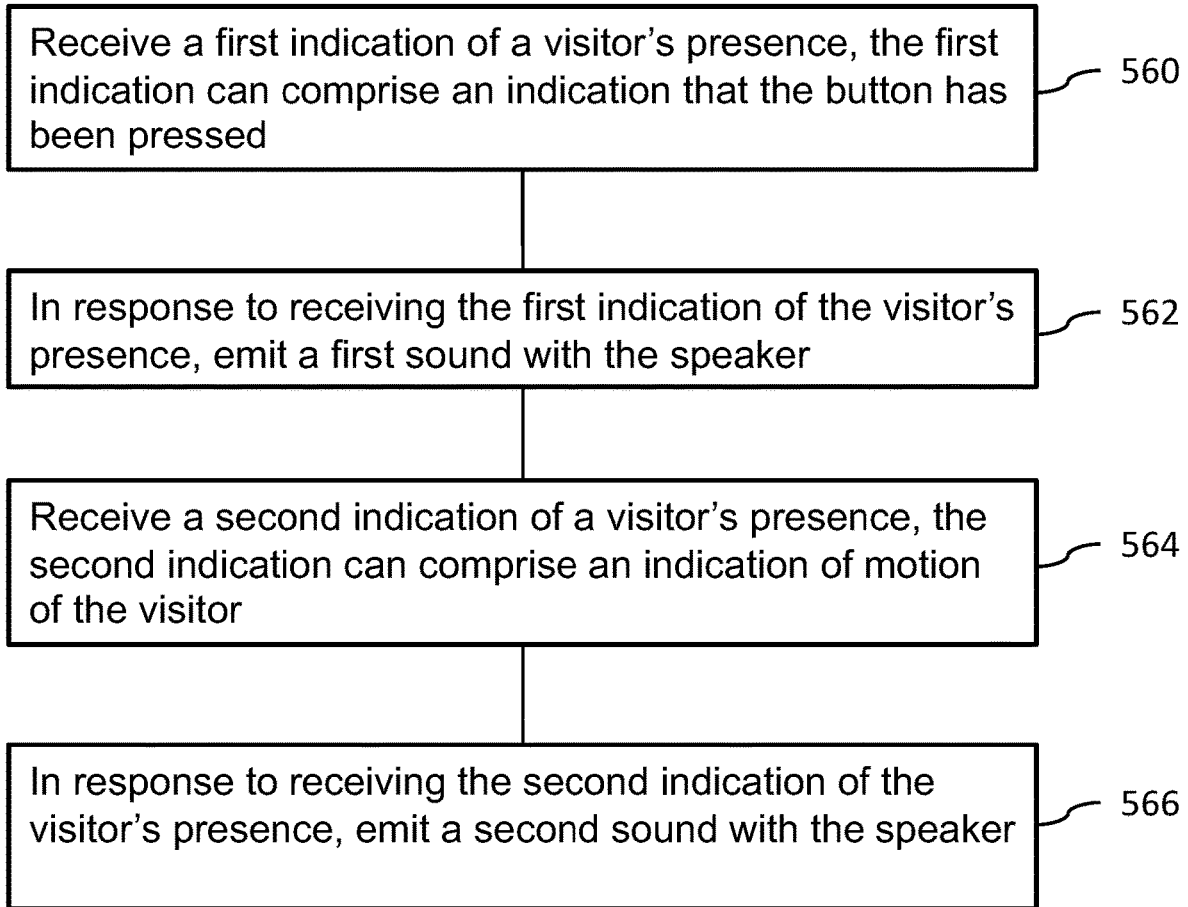 Receive a first indication of a visitor’s presence, the first
indication can comprise an indication that the button has
been pressed
560
In response to receiving the first indication of the visitor’s
presence, emit a first sound with the speaker
562
Receive a second indication of a visitor’s presence, the
second indication can comprise an indication of motion
of the visitor
564
In response to receiving the second indication of the
visitor’s presence, emit a second sound with the speaker
566